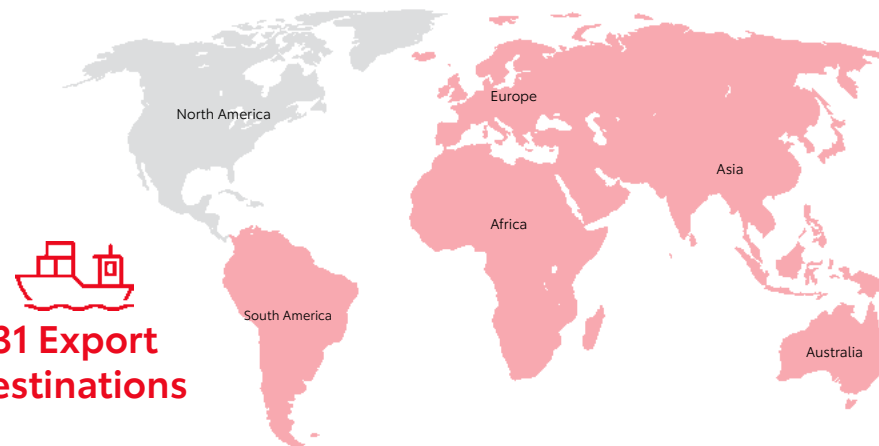 North America
Europe
Asia
Africa
South America
31 Export
estinations
Australia